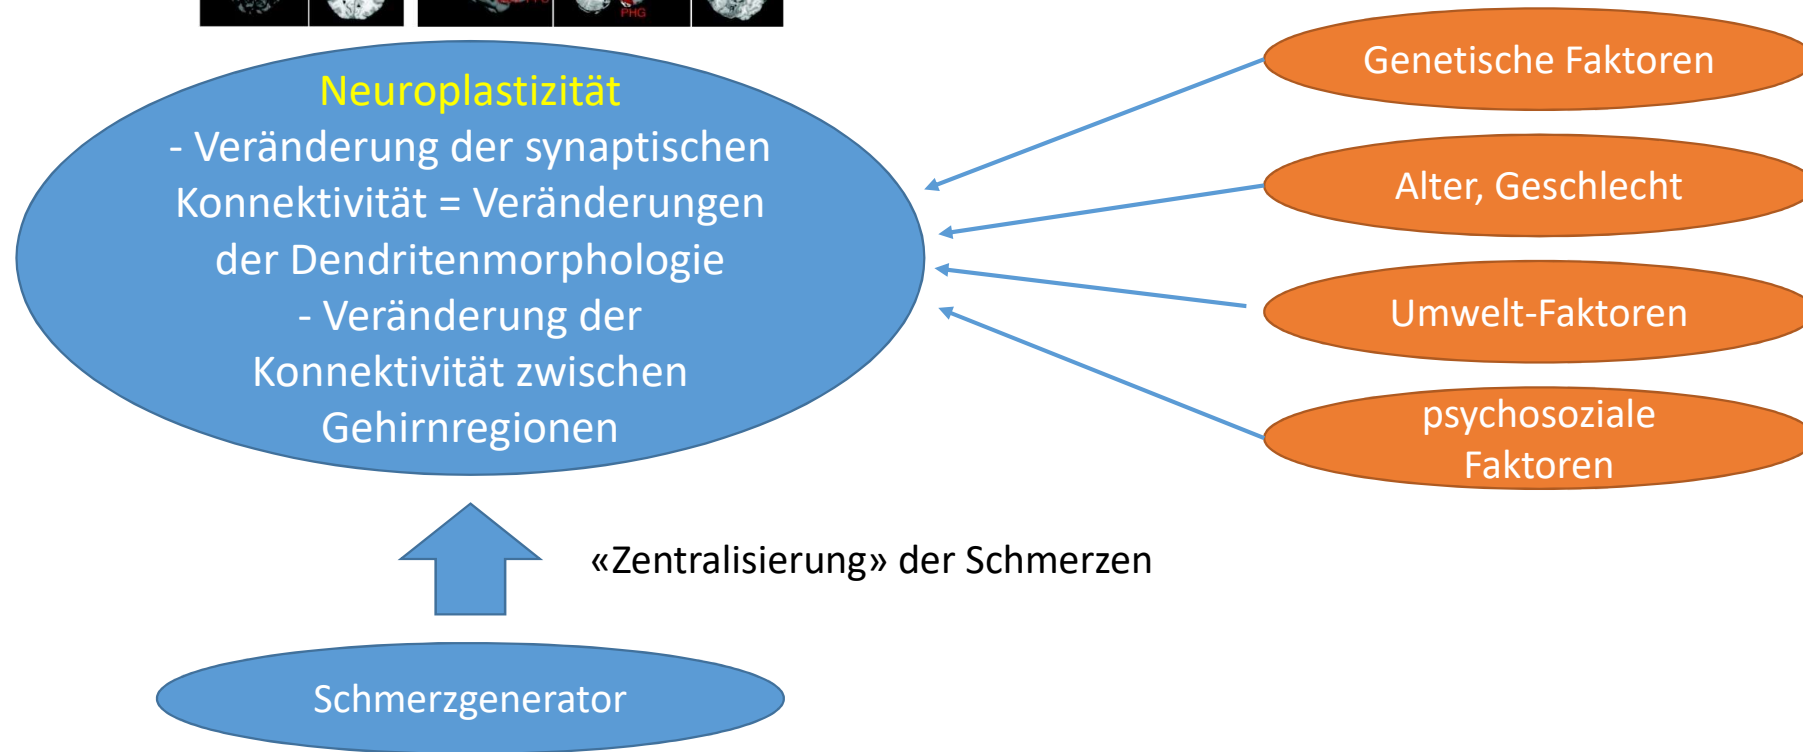 PHG
Neuroplastizität
- Veränderung der synaptischen
Konnektivität = Veränderungen
der Dendritenmorphologie
- Veränderung der
Konnektivität zwischen
Gehirnregionen
Genetische Faktoren
Alter, Geschlecht
Umwelt-Faktoren
psychosoziale
Faktoren
«Zentralisierung» der Schmerzen
Schmerzgenerator